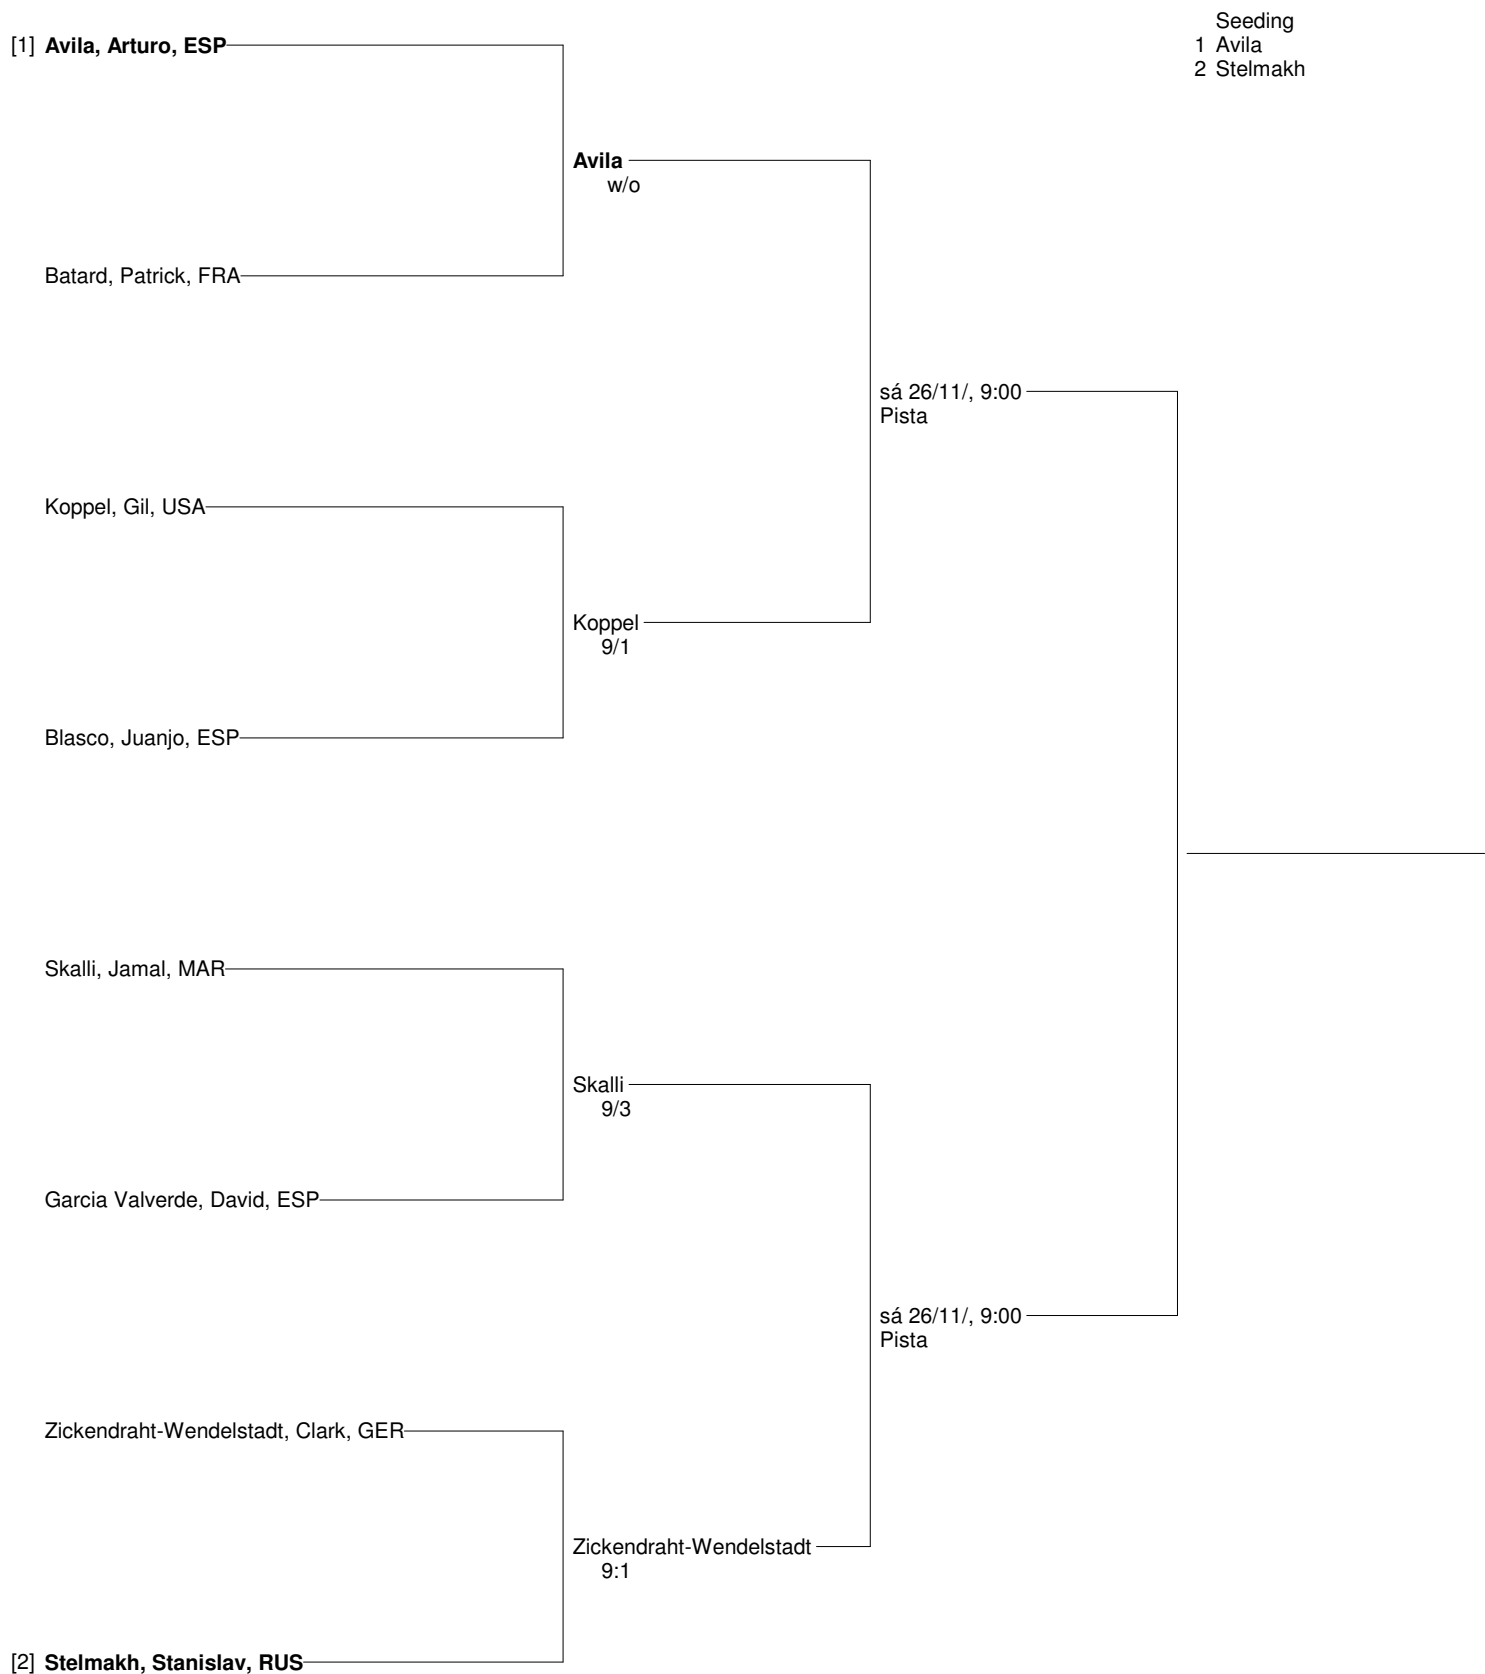 Seeding
1 Avila
2 Stelmakh
[1] Avila, Arturo, ESP
Avila
w/o
Batard, Patrick, FRA
sá 26/11/, 9:00
Pista
Koppel, Gil, USA
Koppel
9/1
Blasco, Juanjo, ESP
Skalli, Jamal, MAR
Skalli
9/3
Garcia Valverde, David, ESP
sá 26/11/, 9:00
Pista
Zickendraht-Wendelstadt, Clark, GER
Zickendraht-Wendelstadt
9:1
[2] Stelmakh, Stanislav, RUS